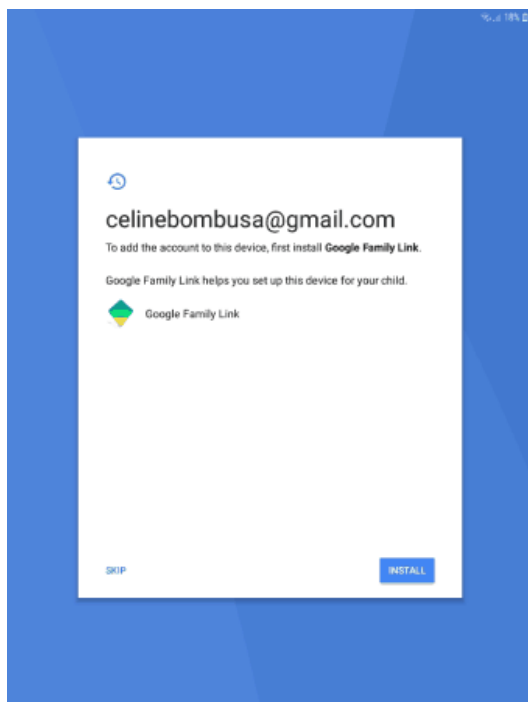 18%
celinebombusa@gmail.com
To add the account to this device, first install Google Family Link.
Google Family Link helps you set up this device for your child.
Google Family Link
SKIP
INSTALL